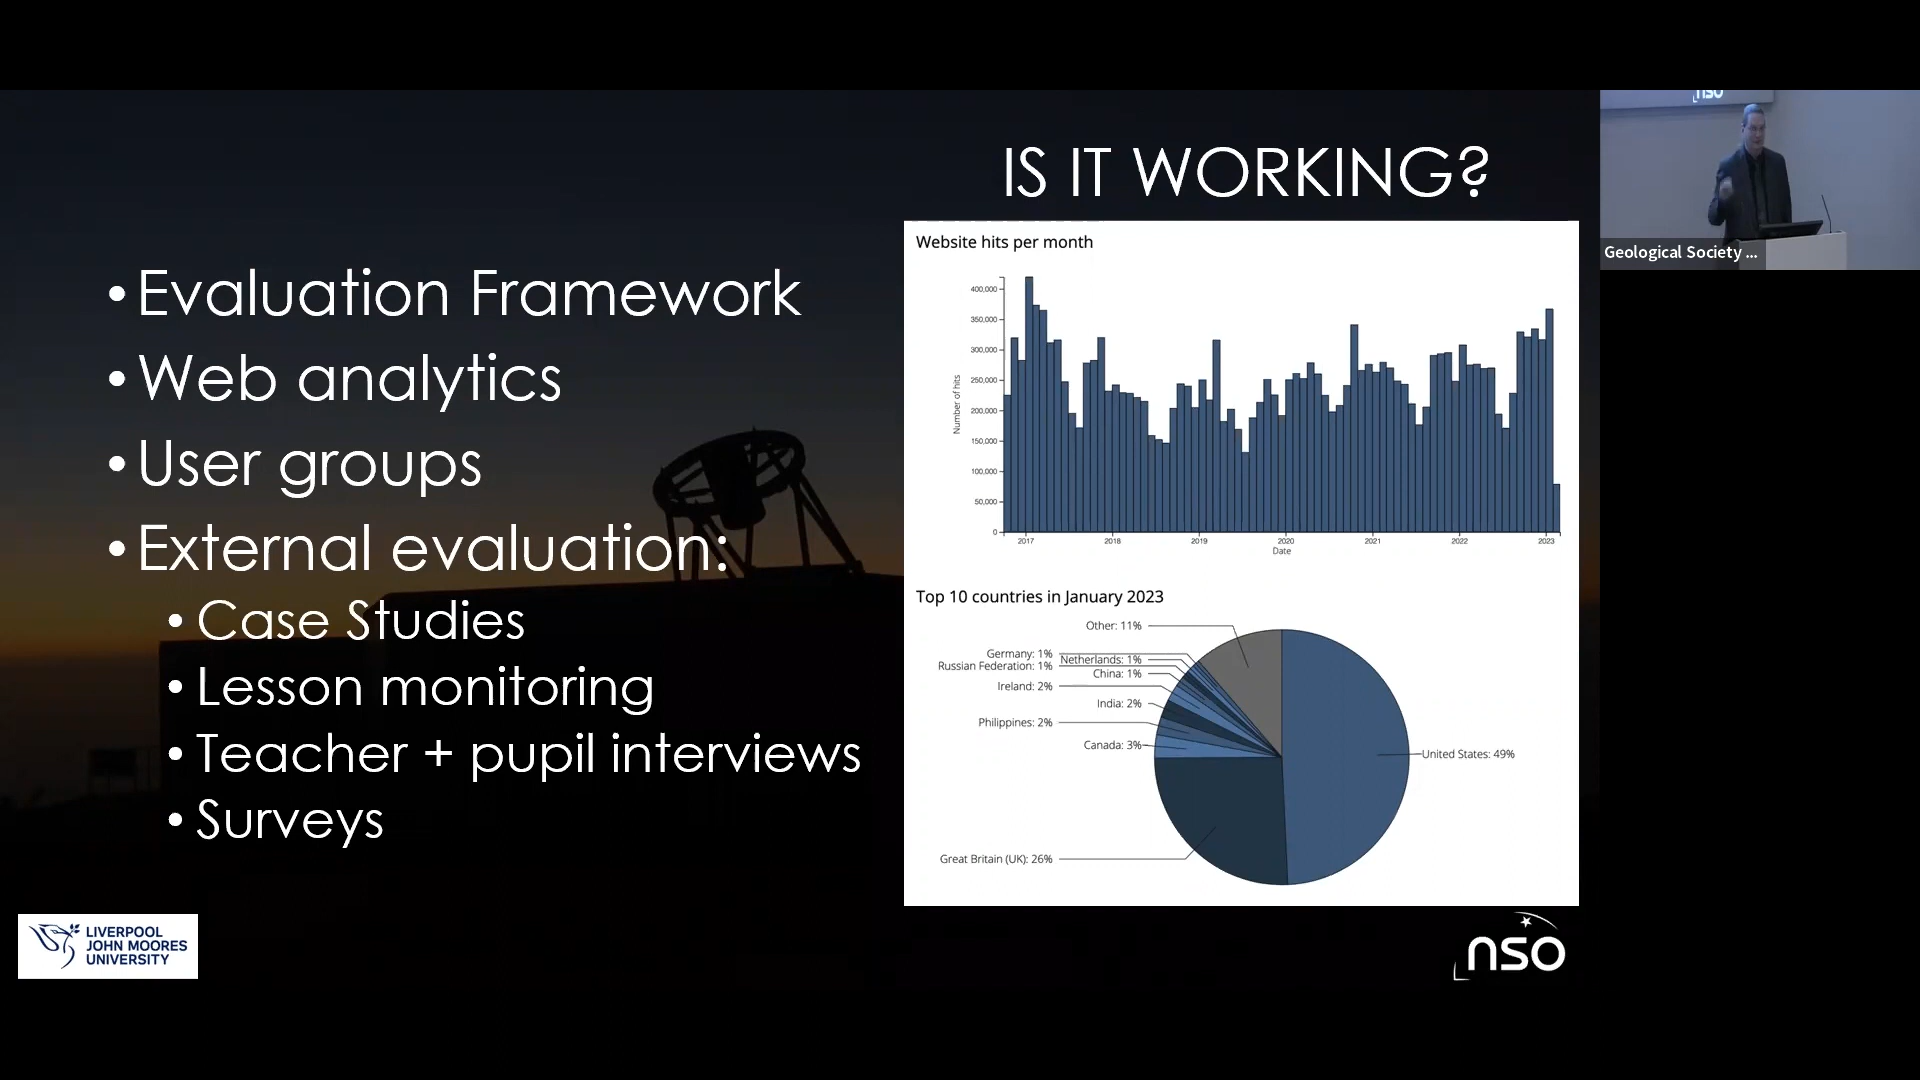 IS IT WORKING?
• Evaluation Framework
• Web analytics
• User groups
• External evaluation:
• Case Studies
• Lesson monitoring
• Teacher + pupil interviews
• Surveys
Website hits per month
400,000
350,000
300,000
250,000
200,000
150,000
100,000
50,000
0
Number of hits
2017 2018 2019 2020 2021 2022 2023
Date
Top 10 countries in January 2023
Other: 11%
Germany: 1%
Netherlands: 1%
Russian Federation: 1%
China: 1%
Ireland: 2%
India: 2%
Philippines: 2%
Canada: 3%
United States: 49%
Great Britain (UK): 26%
LIVERPOOL
JOHN MOORES
UNIVERSITY
nso
nso
Geological Society ...